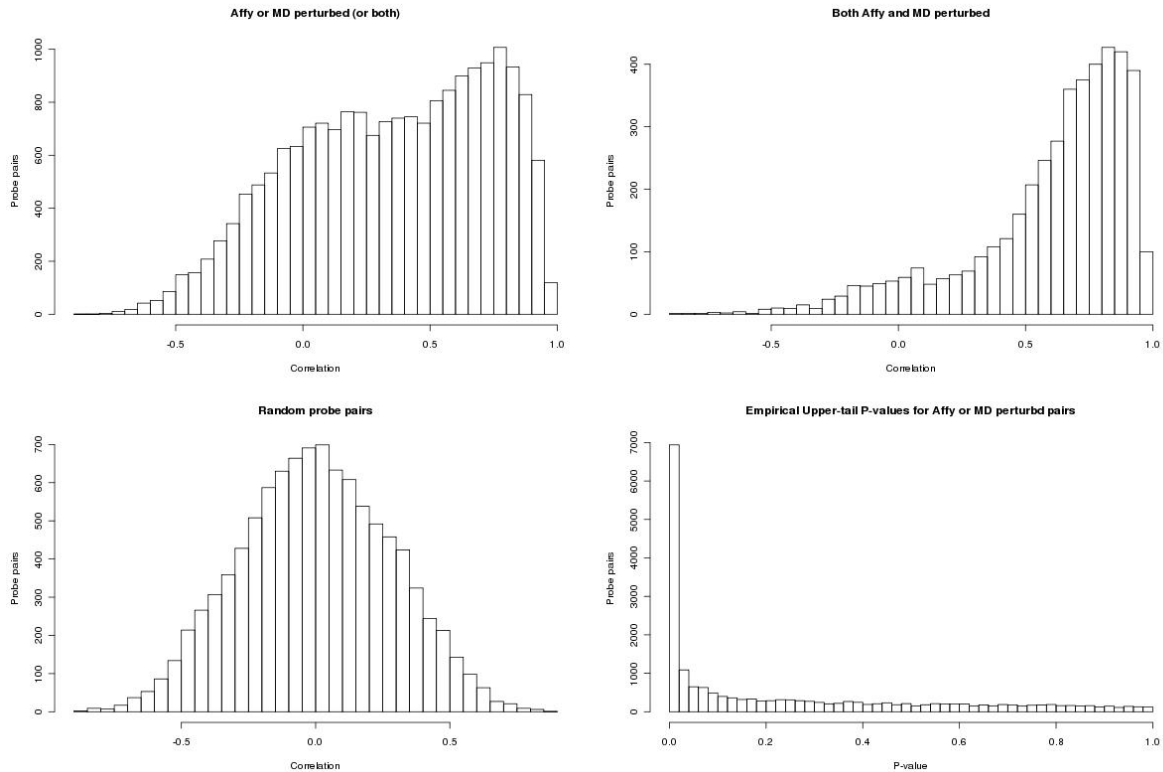 Affy or MD perturbed (or both)
Probe pairs
0 200 400 600 800 1000
-0.5 0.0 0.5 1.0
Correlation
Both Affy and MD perturbed
Probe pairs
0 100 200 300 400
-0.5 0.0 0.5 1.0
Correlation
Random probe pairs
Probe pairs
0 100 200 300 400 500 600 700
-0.5 0.0 0.5
Correlation
Empirical Upper-tail P-values for Affy or MD perturbd pairs
Probe pairs
0 1000 2000 3000 4000 5000 6000 7000
0.0 0.2 0.4 0.6 0.8 1.0
P-value